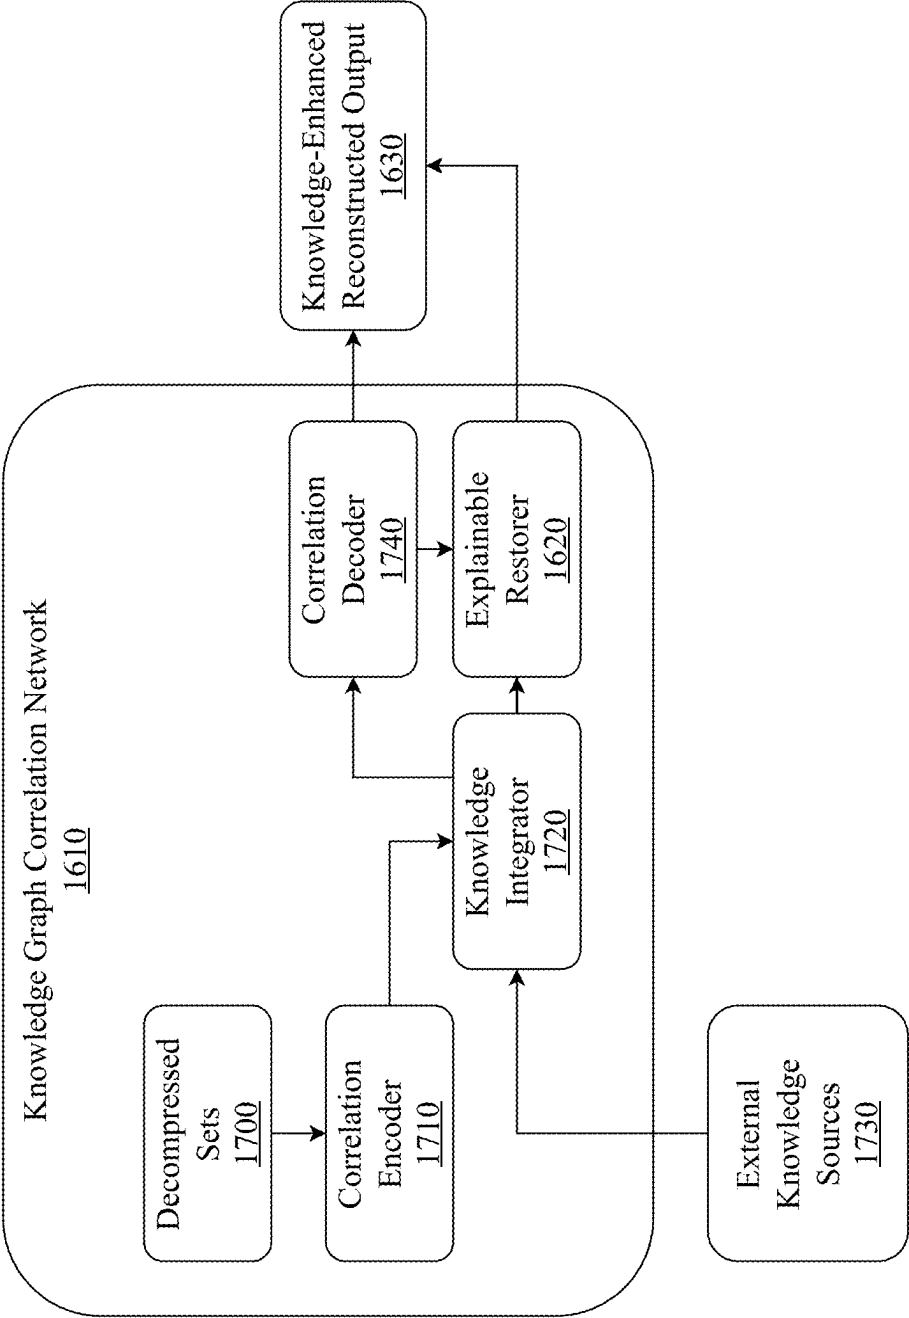 Knowledge Graph Correlation Network
1610
Decompressed
Sets
1700
Correlation
Encoder
1710
External
Knowledge
Sources
1730
Knowledge
Integrator
1720
Correlation
Decoder
1740
Explainable
Restorer
1620
Knowledge-Enhanced
Reconstructed Output
1630